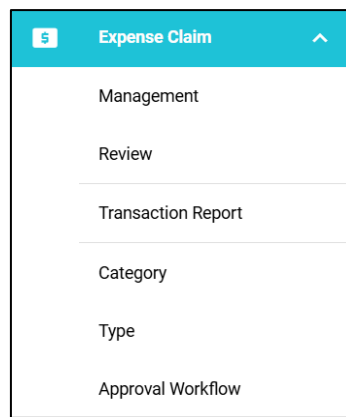 $ Expense Claim
Management
Review
Transaction Report
Category
Type
Approval Workflow